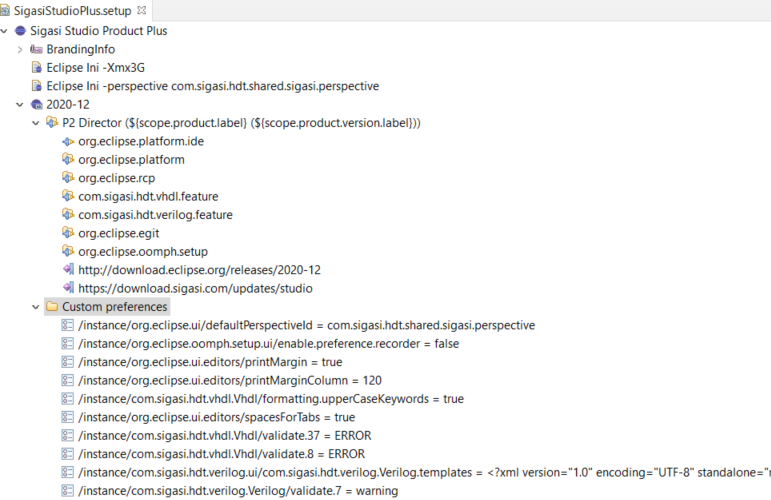 SigasiStudioPlus.setup
Sigasi Studio Product Plus
BrandingInfo
Eclipse Ini -Xmx3G
Eclipse Ini -perspective com.sigasi.hdt.shared.sigasi.perspective
2020-12
P2 Director (${scope.product.label} (${scope.product.version.label}))
org.eclipse.platform.ide
org.eclipse.platform
org.eclipse.rcp
com.sigasi.hdt.vhdl.feature
com.sigasi.hdt.verilog.feature
org.eclipse.egit
org.eclipse.oomph.setup
http://download.eclipse.org/releases/2020-12
https://download.sigasi.com/updates/studio
Custom preferences
/instance/org.eclipse.ui/defaultPerspectiveId = com.sigasi.hdt.shared.sigasi.perspective
/instance/org.eclipse.oomph.setup.ui/enable.preference.recorder = false
/instance/org.eclipse.ui.editors/printMargin = true
/instance/org.eclipse.ui.editors/printMarginColumn = 120
/instance/com.sigasi.hdt.vhdl.Vhdl/formatting.upperCaseKeywords = true
/instance/org.eclipse.ui.editors/spacesForTabs = true
/instance/com.sigasi.hdt.vhdl.Vhdl/validate.37 = ERROR
/instance/com.sigasi.hdt.vhdl.Vhdl/validate.8 = ERROR
/instance/com.sigasi.hdt.verilog.ui/com.sigasi.hdt.verilog.Verilog.templates = <?xml version="1.0" encoding="UTF-8" standalone="
/instance/com.sigasi.hdt.verilog.Verilog/validate.7 = warning